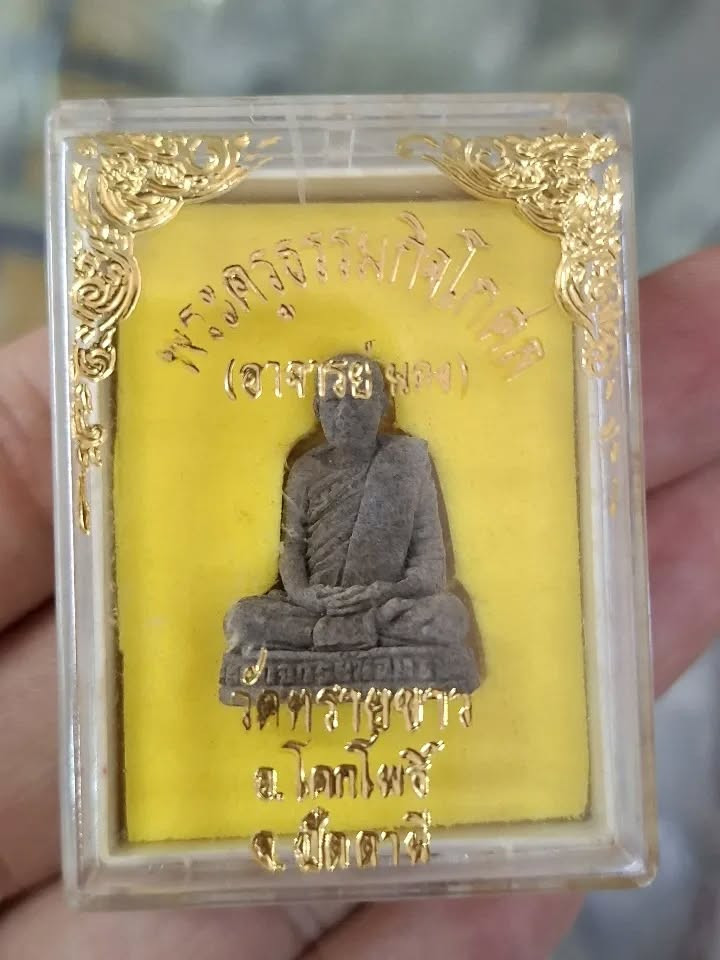 พระครูธรรมกิจโกศล
(อาจารย์ นอง)
วัดทรายขาว
อ.โคกโพธิ์
จ.ปัตตานี